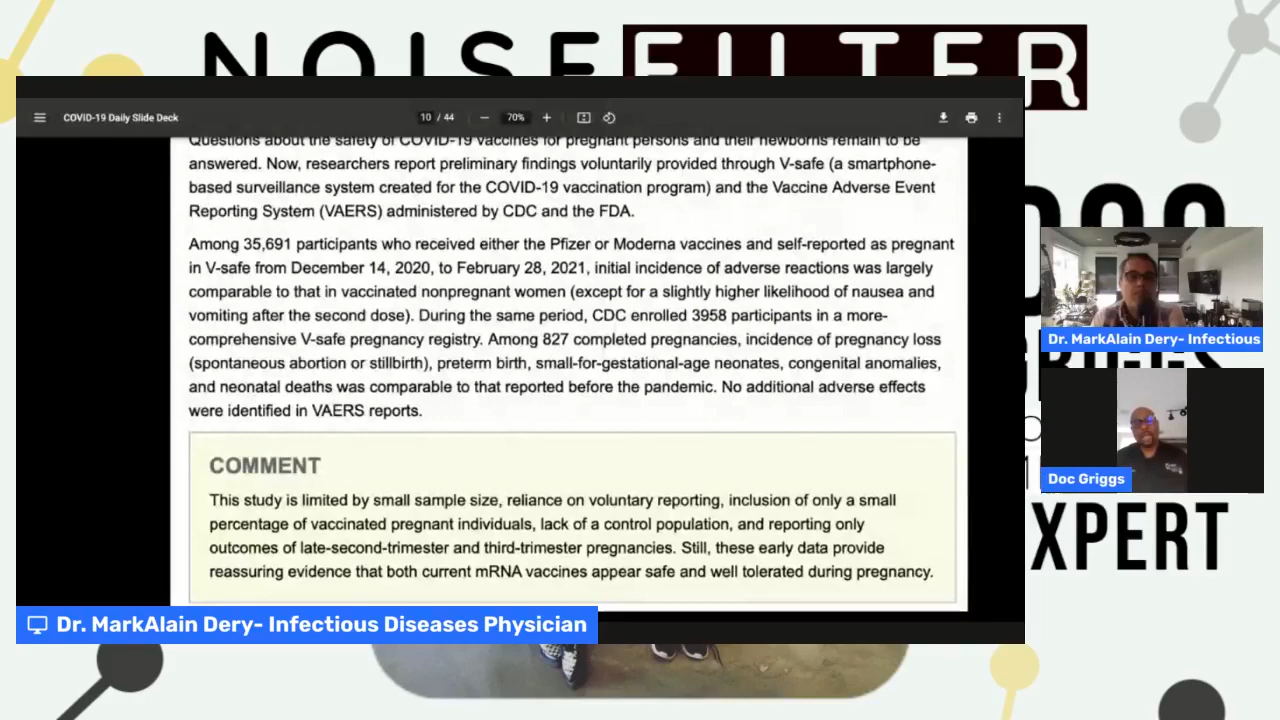 NOISEFILTER
COVID-19 Daily Slide Deck
10 / 44
70%
Questions about the safety of COVID-19 vaccines for pregnant persons and their newborns remain to be
answered. Now, researchers report preliminary findings voluntarily provided through V-safe (a smartphone-
based surveillance system created for the COVID-19 vaccination program) and the Vaccine Adverse Event
Reporting System (VAERS) administered by CDC and the FDA.
Among 35,691 participants who received either the Pfizer or Moderna vaccines and self-reported as pregnant
in V-safe from December 14, 2020, to February 28, 2021, initial incidence of adverse reactions was largely
comparable to that in vaccinated nonpregnant women (except for a slightly higher likelihood of nausea and
vomiting after the second dose). During the same period, CDC enrolled 3958 participants in a more-
comprehensive V-safe pregnancy registry. Among 827 completed pregnancies, incidence of pregnancy loss
(spontaneous abortion or stillbirth), preterm birth, small-for-gestational-age neonates, congenital anomalies,
and neonatal deaths was comparable to that reported before the pandemic. No additional adverse effects
were identified in VAERS reports.
COMMENT
This study is limited by small sample size, reliance on voluntary reporting, inclusion of only a small
percentage of vaccinated pregnant individuals, lack of a control population, and reporting only
outcomes of late-second-trimester and third-trimester pregnancies. Still, these early data provide
reassuring evidence that both current mRNA vaccines appear safe and well tolerated during pregnancy.
Dr. MarkAlain Dery- Infectious Diseases Physician
Dr. MarkAlain Dery- Infectious
Doc Griggs
XPERT